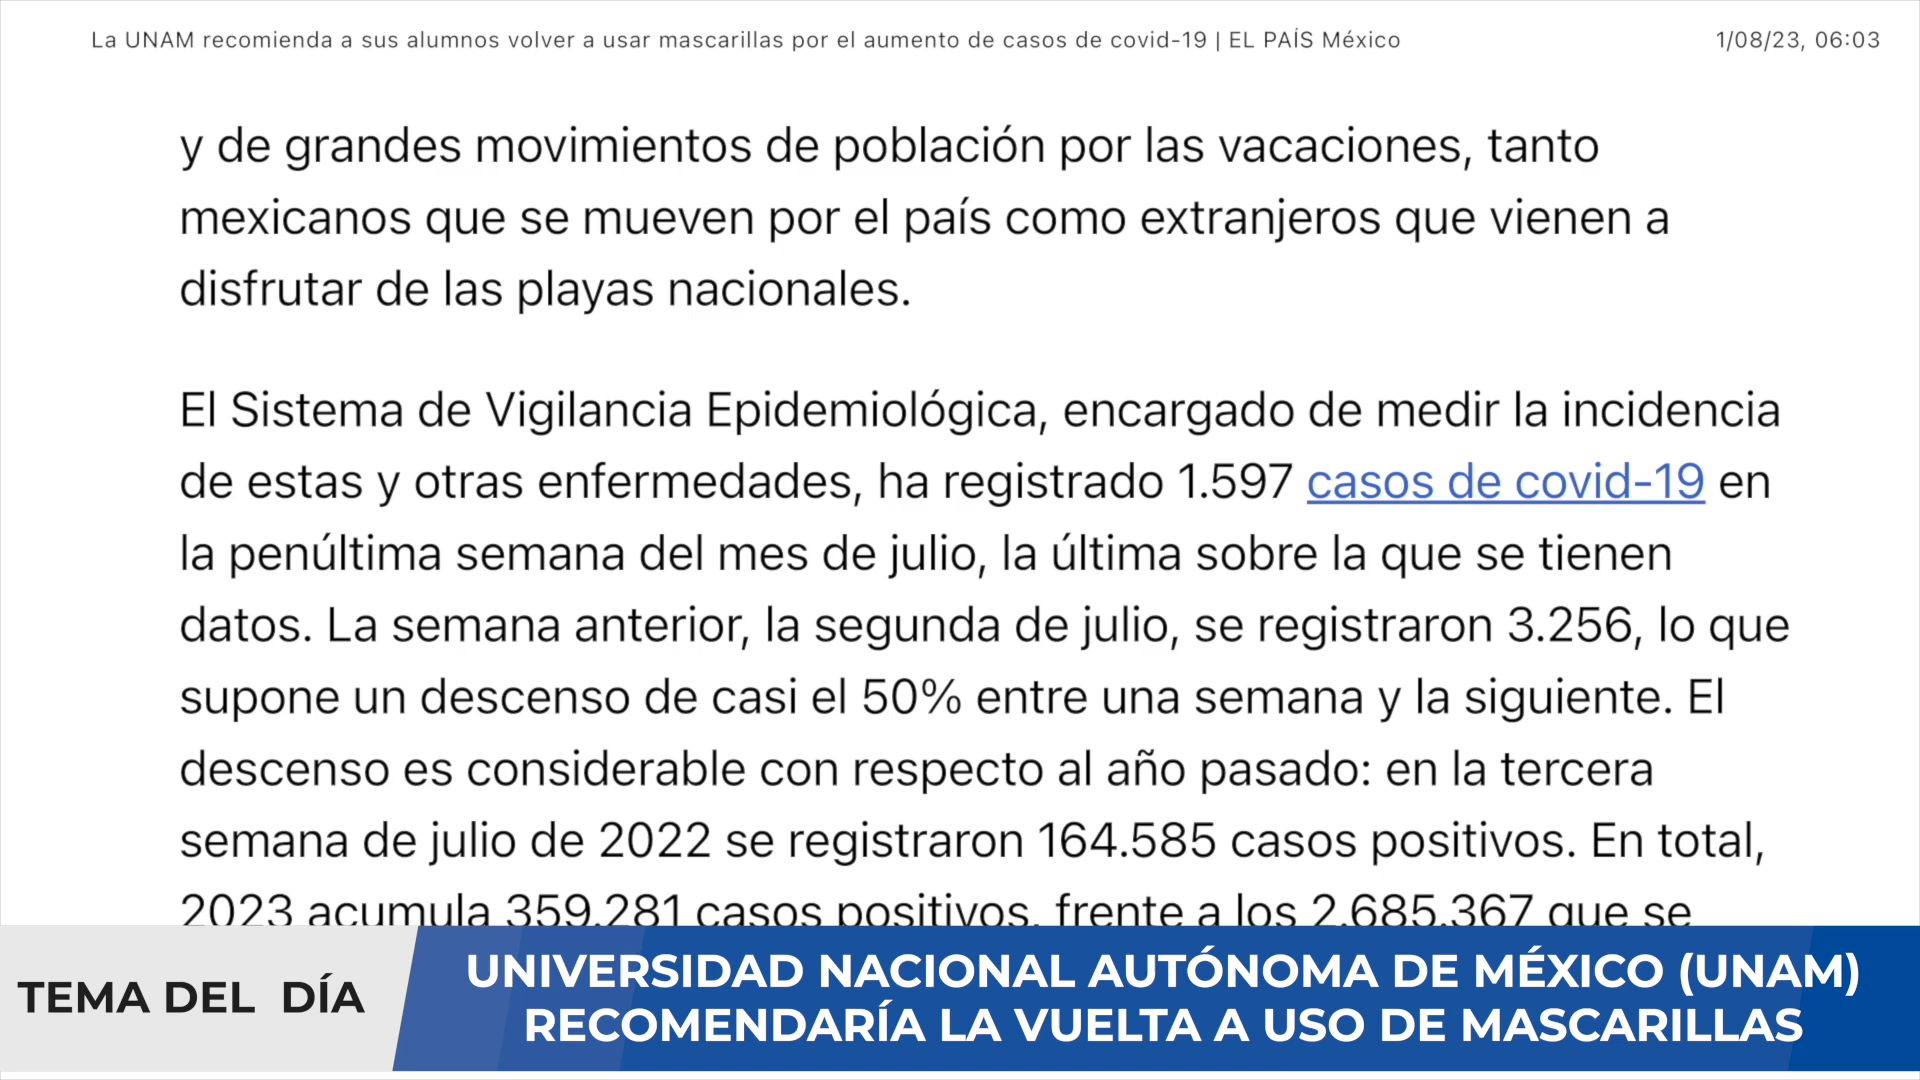 La UNAM recomienda a sus alumnos volver a usar mascarillas por el aumento de casos de covid-19 | EL PAÍS México
1/08/23, 06:03
y de grandes movimientos de población por las vacaciones, tanto
mexicanos que se mueven por el país como extranjeros que vienen a
disfrutar de las playas nacionales.
El Sistema de Vigilancia Epidemiológica, encargado de medir la incidencia
de estas y otras enfermedades, ha registrado 1.597 casos de covid-19 en
la penúltima semana del mes de julio, la última sobre la que se tienen
datos. La semana anterior, la segunda de julio, se registraron 3.256, lo que
supone un descenso de casi el 50% entre una semana y la siguiente. El
descenso es considerable con respecto al año pasado: en la tercera
semana de julio de 2022 se registraron 164.585 casos positivos. En total,
2023 acumula 359.281 casos positivos, frente a los 2.685.367 que se
TEMA DEL DÍA
UNIVERSIDAD NACIONAL AUTÓNOMA DE MÉXICO (UNAM)
RECOMENDARÍA LA VUELTA A USO DE MASCARILLAS